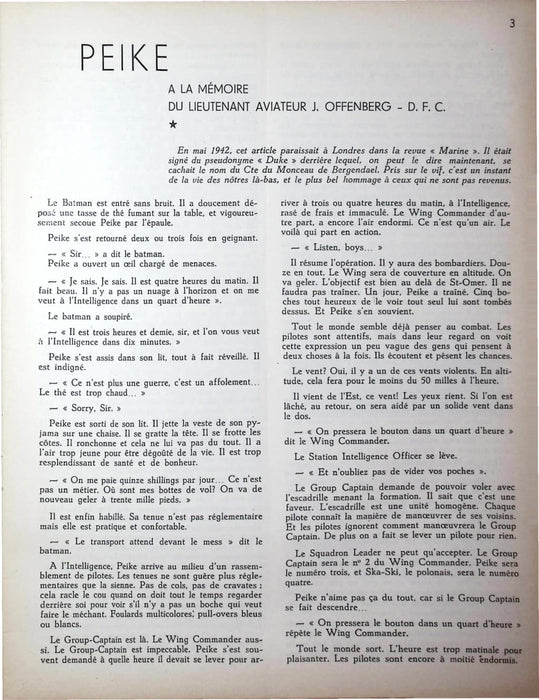 3
PEIKE
A LA MÉMOIRE
DU LIEUTENANT AVIATEUR J. OFFENBERG - D. F. C.
★
En mai 1942, cet article paraissait à Londres dans la revue « Marine ». Il était
signé du pseudonyme « Duke » derrière lequel, on peut le dire maintenant, se
cachait le nom du Cte du Monceau de Bergendael. Pris sur le vif, c'est un instant
de la vie des nôtres là-bas, et le plus bel hommage à ceux qui ne sont pas revenus.
Le Batman est entré sans bruit. Il a doucement dé-
posé une tasse de thé fumant sur la table, et vigoureu-
sement secoue Peike par l'épaule.
Peike s'est retourné deux ou trois fois en geignant.
— « Sir... » a dit le batman.
Peike a ouvert un œil chargé de menaces.
— « Je sais. Je sais. Il est quatre heures du matin. Il
fait beau. Il n'y a pas un nuage à l'horizon et on me
veut à l'Intelligence dans un quart d'heure ».
Le batman a soupiré.
— « Il est trois heures et demie, sir, et l'on vous veut
à l'Intelligence dans dix minutes. »
Peike s'est assis dans son lit, tout à fait réveillé. Il
est indigné.
— « Ce n'est plus une guerre, c'est un affolement...
Le thé est trop chaud... »
— « Sorry, Sir. »
Peike est sorti de son lit. Il jette la veste de son py-
jama sur une chaise. Il se gratte la tête. Il se frotte les
côtes. Il ronchonne et cela ne lui va pas du tout. Il a
l'air trop jeune pour être dégoûté de la vie. Il est trop
resplendissant de santé et de bonheur.
— « On me paie quinze shillings par jour... Ce n'est
pas un métier. Où sont mes bottes de vol? On va de
nouveau geler à trente mille pieds. »
Il est enfin habillé. Sa tenue n'est pas réglementaire
mais elle est pratique et confortable.
— « Le transport attend devant le mess » dit le
batman.
A l'Intelligence, Peike arrive au milieu d'un rassem-
blement de pilotes. Les tenues ne sont guère plus régle-
mentaires que la sienne. Pas de cols, pas de cravates :
cela racle le cou quand on doit tout le temps regarder
derrière soi pour voir s'il n'y a pas un boche qui veut
faire le méchant. Foulards multicolores, pull-overs bleus
ou blancs.
Le Group-Captain est là. Le Wing Commander aus-
si. Le Group-Captain est impeccable. Peike s'est sou-
vent demandé à quelle heure il devait se lever pour ar-
river à trois ou quatre heures du matin, à l'Intelligence,
rasé de frais et immaculé. Le Wing Commander d'au-
tre part, a encore l'air endormi. Ce n'est qu'un air. Le
voilà qui part en action.
— « Listen, boys... »
Il résume l'opération. Il y aura des bombardiers. Dou-
ze en tout. Le Wing sera de couverture en altitude. On
va geler. L'objectif est bien au delà de St-Omer. Il ne
faudra pas traîner. Un jour, Peike a traîné. Cinq bo-
ches tout heureux de le voir tout seul lui sont tombés
dessus. Et Peike s'en souvient.
Tout le monde semble déjà penser au combat. Les
pilotes sont attentifs, mais dans leur regard on voit
cette expression un peu vague des gens qui pensent à
deux choses à la fois. Ils écoutent et pèsent les chances.
Le vent? Oui, il y a un de ces vents violents. En alti-
tude, cela fera pour le moins du 50 milles à l'heure.
Il vient de l'Est, ce vent! Les yeux rient. Si l'on est
lâché, au retour, on sera aidé par un solide vent dans
le dos.
— « On pressera le bouton dans un quart d'heure »
dit le Wing Commander.
Le Station Intelligence Officer se lève.
— « Et n'oubliez pas de vider vos poches ».
Le Group Captain demande de pouvoir voler avec
l'escadrille menant la formation. Il sait que c'est une
faveur. L'escadrille est une unité homogène. Chaque
pilote connaît la manière de manœuvrer de ses voisins.
Et les pilotes ignorent comment manœuvrera le Group
Captain. De plus on a fait se lever un pilote pour rien.
Le Squadron Leader ne peut qu'accepter. Le Group
Captain sera le nº 2 du Wing Commander. Peike sera
le numéro trois, et Ska-Ski, le polonais, sera le numéro
quatre.
Peike n'aime pas ça du tout, car si le Group Captain
se fait descendre...
— « On pressera le bouton dans un quart d'heure »
répète le Wing Commander.
Tout le monde sort. L'heure est trop matinale pour
plaisanter. Les pilotes sont encore à moitié endormis.